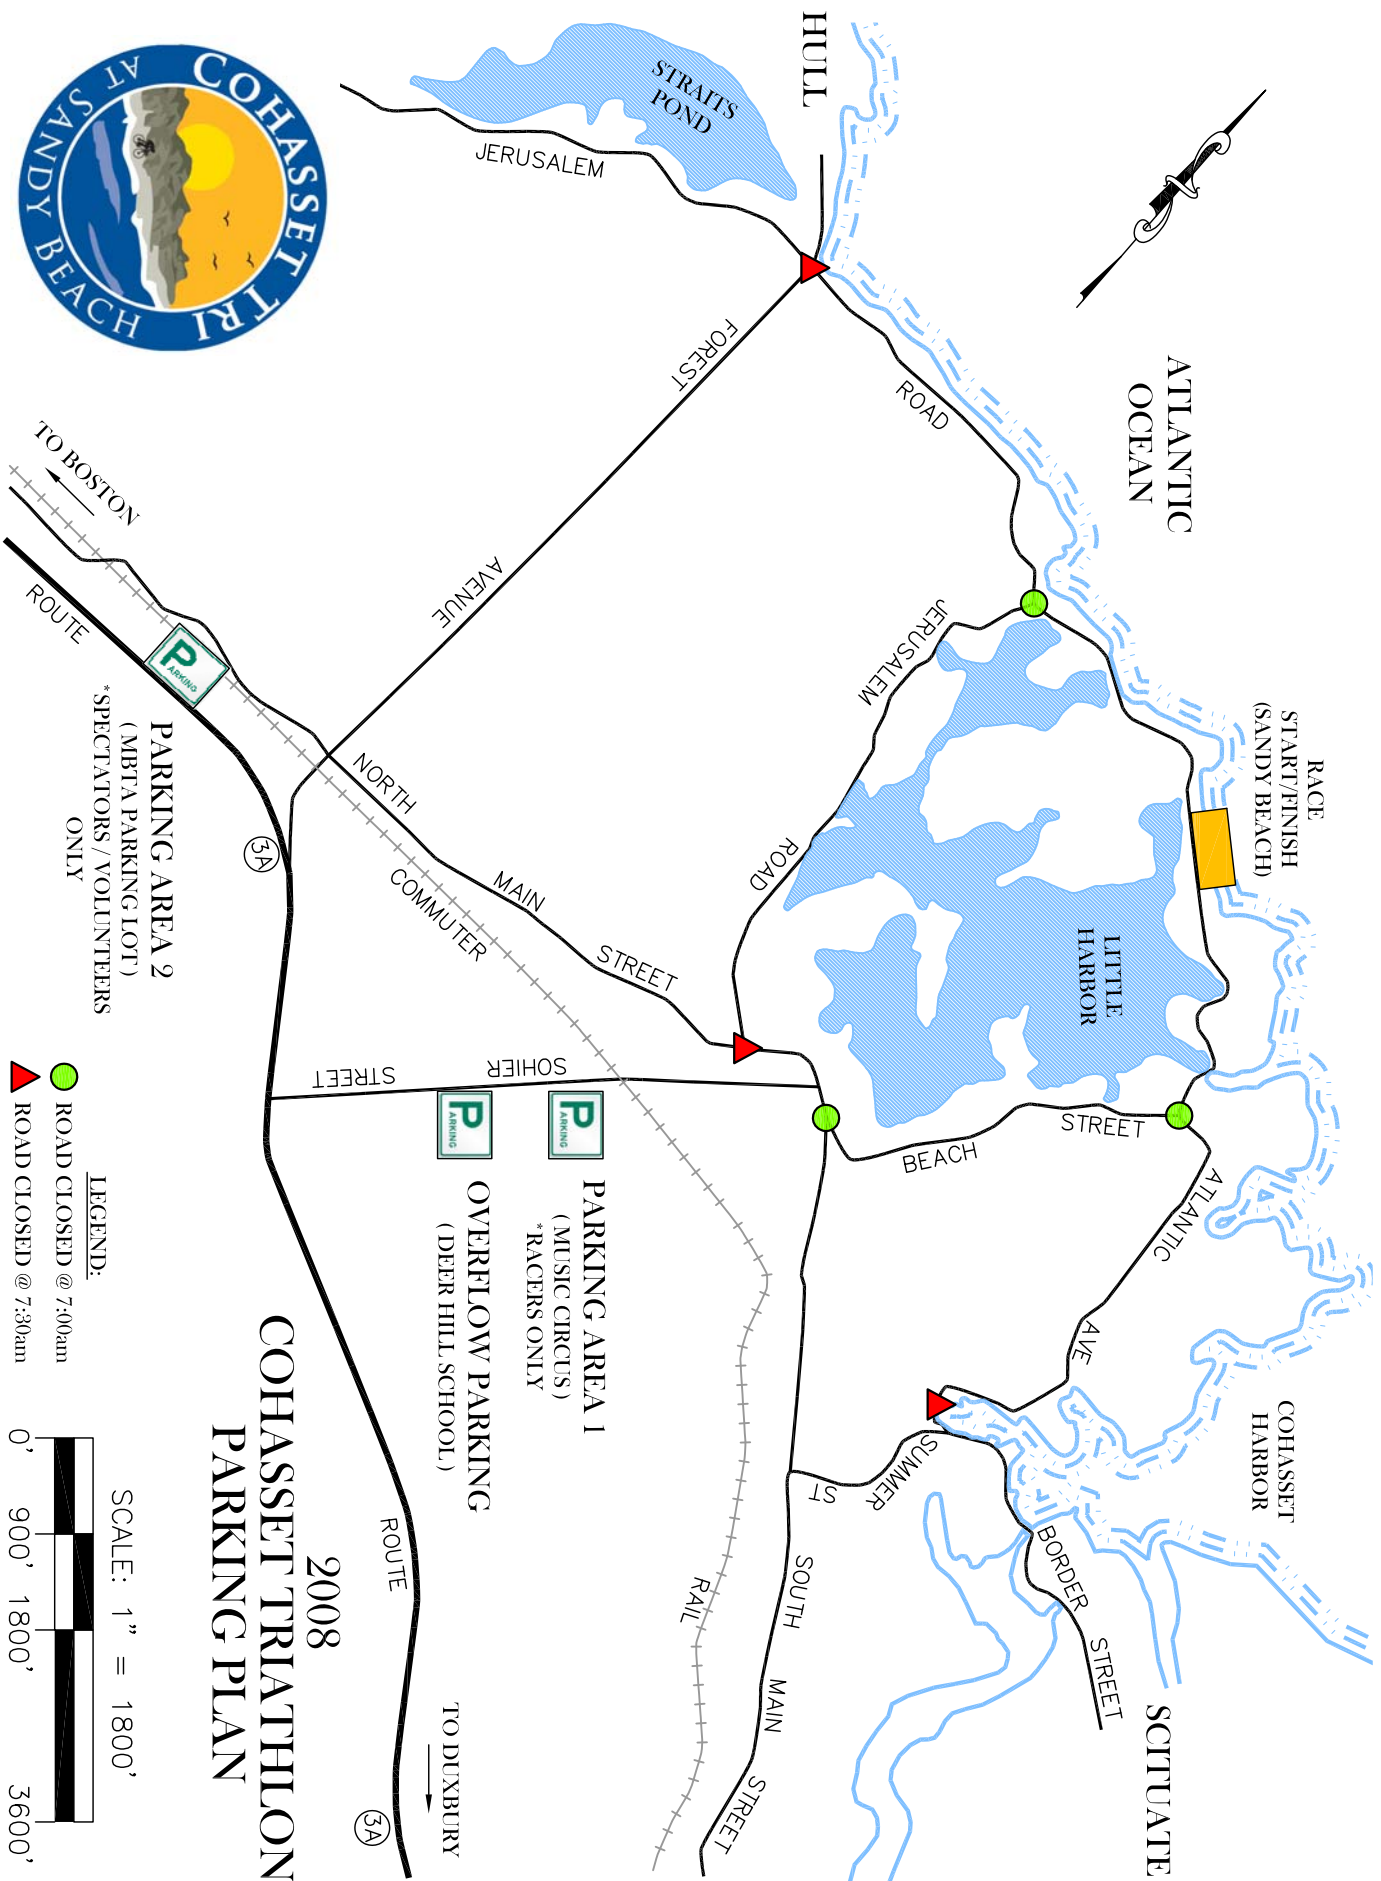 HULL
STRAITS
POND
JERUSALEM
ROAD
ATLANTIC
OCEAN
RACE
START/FINISH
(SANDY BEACH)
COHASSET
HARBOR
SCITUATE
FOREST
AVENUE
JERUSALEM
ROAD
LITTLE
HARBOR
BEACH
STREET
ATLANTIC
AVE
SUMMER
ST
BORDER
STREET
NORTH
MAIN
STREET
COMMUTER
RAIL
SOUTH
MAIN
STREET
SOHIER
STREET
COHASSET TRI
AT SANDY BEACH
TO BOSTON
ROUTE
3A
PARKING
PARKING AREA 2
(MBTA PARKING LOT)
*SPECTATORS / VOLUNTEERS
ONLY
PARKING
PARKING AREA 1
(MUSIC CIRCUS)
*RACERS ONLY
PARKING
OVERFLOW PARKING
(DEER HILL SCHOOL)
ROUTE
TO DUXBURY
3A
LEGEND:
ROAD CLOSED @ 7:00am
ROAD CLOSED @ 7:30am
2008
COHASSET TRIATHLON
PARKING PLAN
SCALE: 1" = 1800'
0' 900' 1800' 3600'